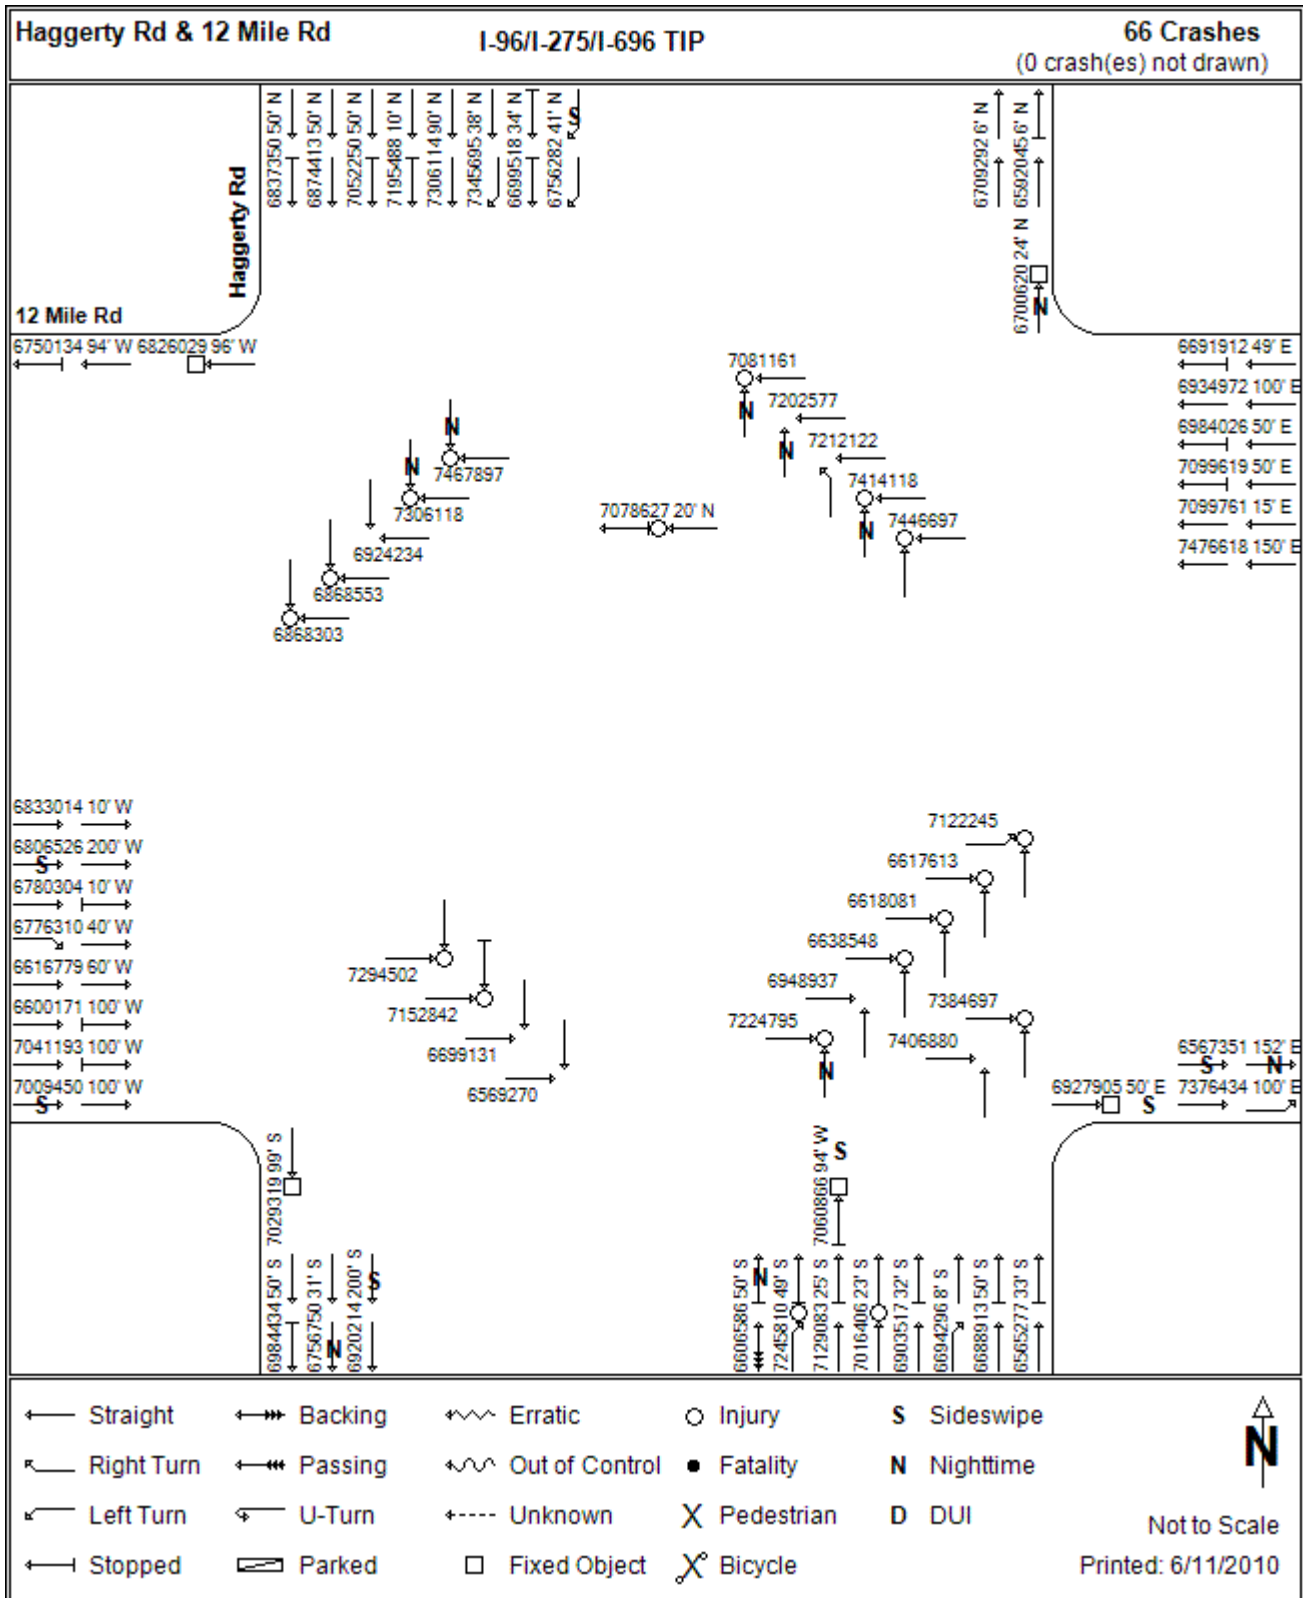 Haggerty Rd & 12 Mile Rd
I-96/I-275/I-696 TIP
66 Crashes
(0 crash(es) not drawn)
6837350 50' N
6874413 50' N
7052250 50' N
7195488 10' N
7306114 90' N
7345695 38' N
6699518 34' N
6756282 41' N
S
6709292 6' N
6592045 6' N
Haggerty Rd
6700620 24' N
N
12 Mile Rd
6750134 94' W
6826029 96' W
6691912 49' E
6934972 100' E
6984026 50' E
7099619 50' E
7099761 15' E
7476618 150' E
7081161
N
7202577
N
7212122
7414118
N
7446697
N
7467897
N
7306118
6924234
6868553
6868303
7078627 20' N
6833014 10' W
6806526 200' W
S
6780304 10' W
6776310 40' W
6616779 60' W
6600171 100' W
7041193 100' W
7009450 100' W
S
7294502
7152842
6699131
6569270
7122245
6617613
6618081
6638548
6948937
7384697
7224795
N
7406880
6567351 152' E
S
N
6927905 50' E
S
7376434 100' E
7029319 99' S
7060866 94' W
S
6984434 50' S
6756750 31' S
N
6920214 200' S
S
6606586 50' S
N
7245810 49' S
7129083 25' S
7016406 23' S
6903517 32' S
6694296 8' S
6688913 50' S
6565277 33' S
Straight
Backing
Erratic
Injury
S Sideswipe
Right Turn
Passing
Out of Control
Fatality
N Nighttime
Left Turn
U-Turn
Unknown
Pedestrian
D DUI
Stopped
Parked
Fixed Object
Bicycle
N
Not to Scale
Printed: 6/11/2010